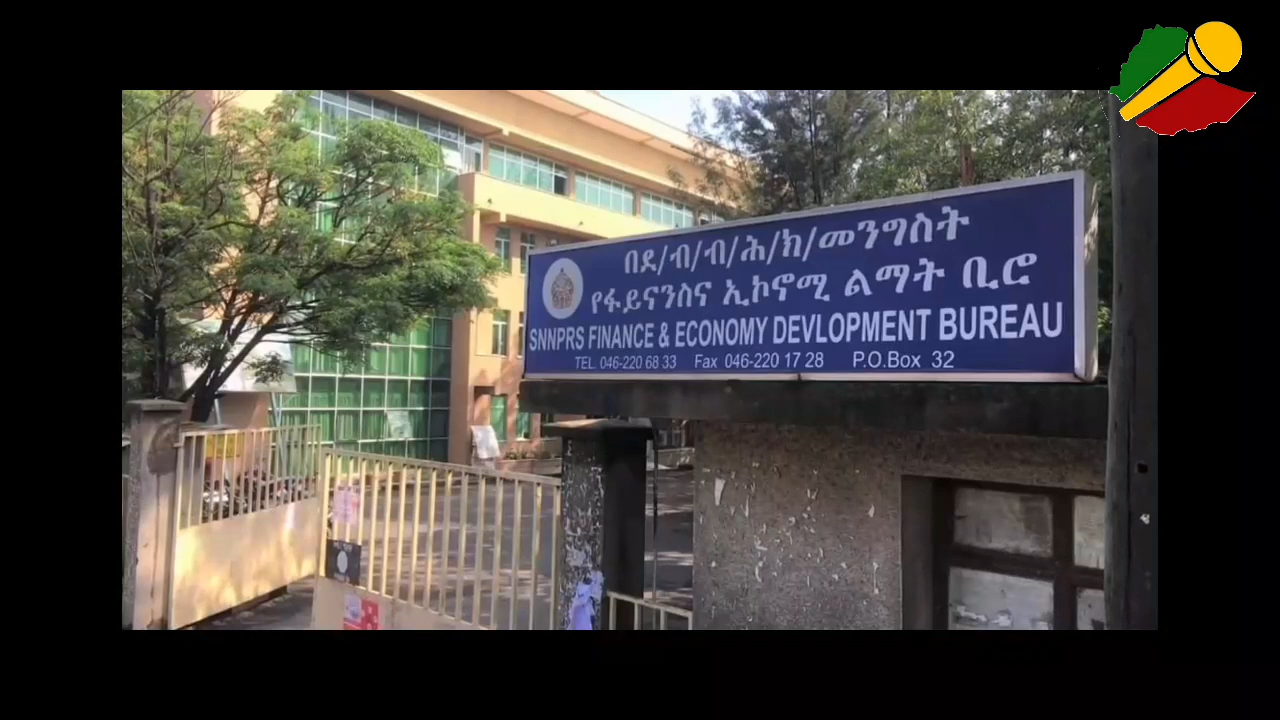 በደ/ብ/ብ/ሕ/ክ/መንግስት
የፋይናንስና ኢኮኖሚ ልማት ቢሮ
SNNPRS FINANCE & ECONOMY DEVLOPMENT BUREAU
TEL. 046-220 68 33 Fax 046-220 17 28 P.O.Box 32